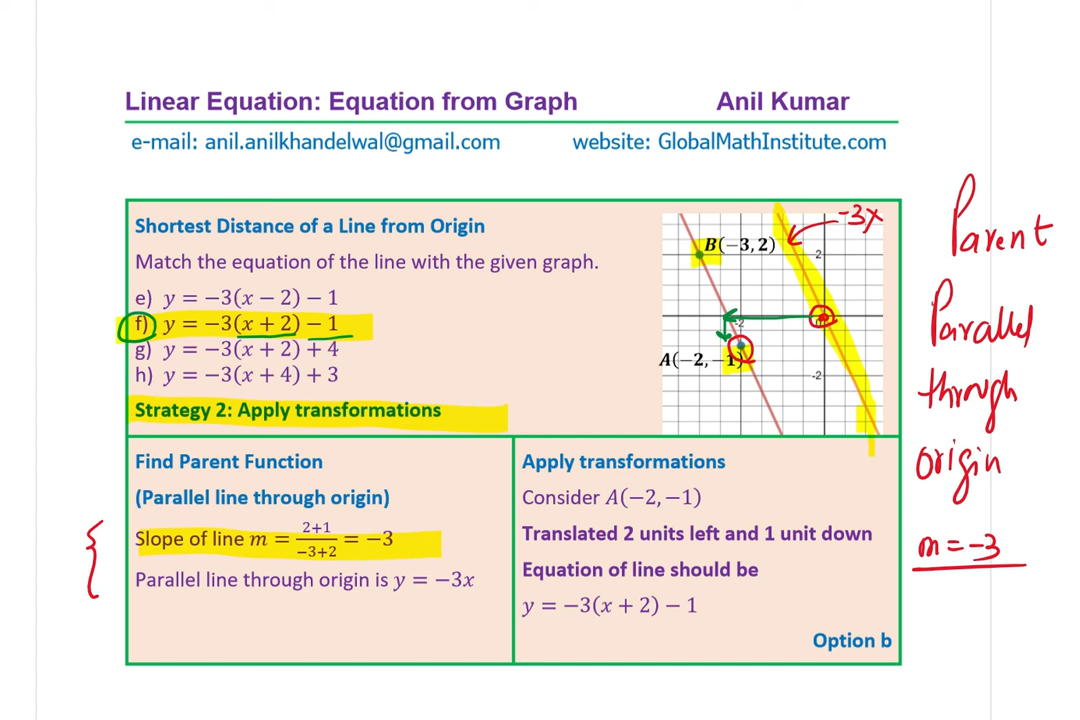 Linear Equation: Equation from Graph Anil Kumar
e-mail: anil.anilkhandelwal@gmail.com website: GlobalMathInstitute.com
Shortest Distance of a Line from Origin
Match the equation of the line with the given graph.
e) y = −3(x − 2) − 1
f) y = −3(x + 2) − 1
g) y = −3(x + 2) + 4
h) y = −3(x + 4) + 3
Strategy 2: Apply transformations
-3x
B(−3, 2)
2
-2
A(−2, −1)
-2
Find Parent Function
(Parallel line through origin)
Slope of line m = 2+1/−3+2 = −3
Parallel line through origin is y = −3x
Apply transformations
Consider A(−2, −1)
Translated 2 units left and 1 unit down
Equation of line should be
y = −3(x + 2) − 1
Option b
Parent
Parallel
through
origin
m = -3